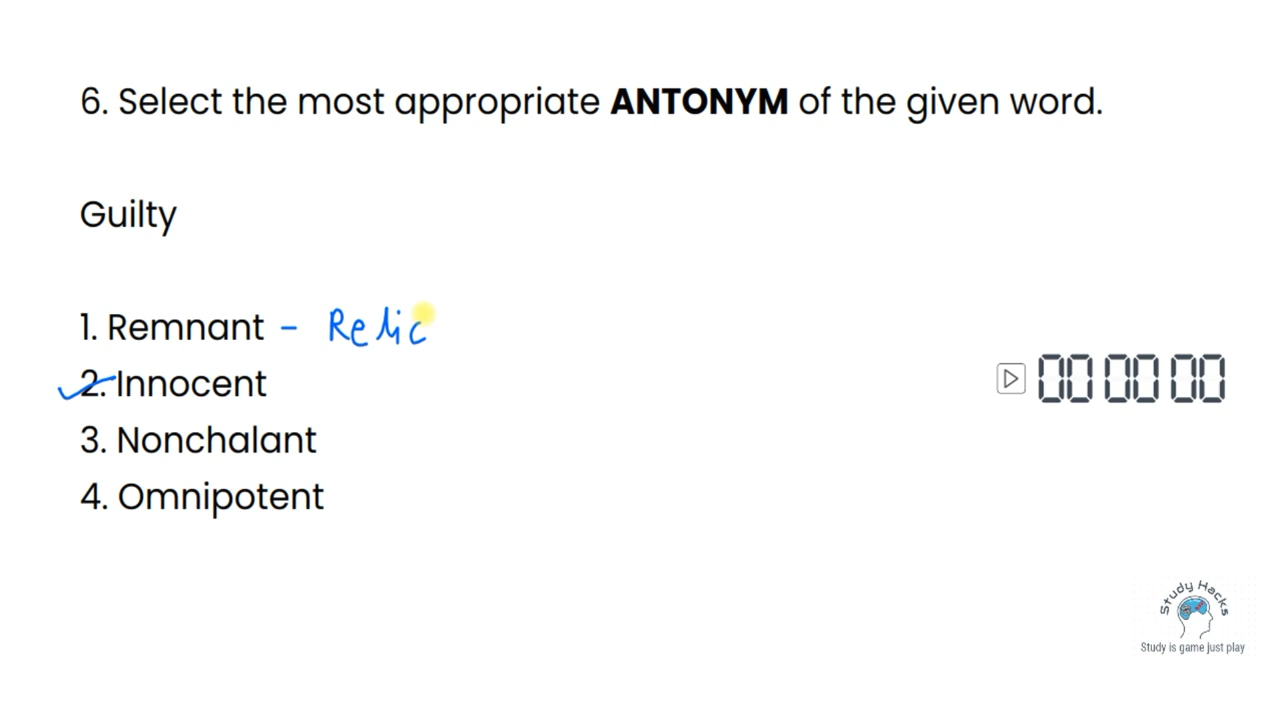 6. Select the most appropriate ANTONYM of the given word.
Guilty
1. Remnant - Relic
2. Innocent
3. Nonchalant
4. Omnipotent
00 00 00
Study Hacks
Study is game just play